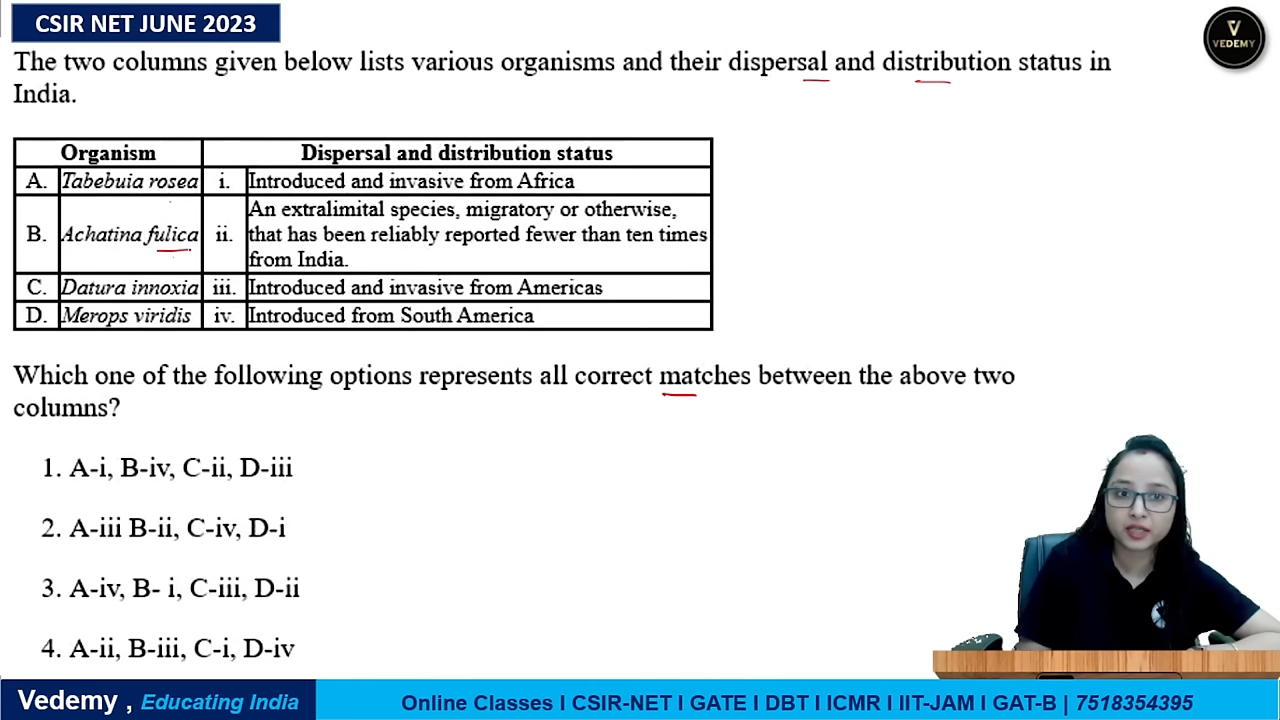 CSIR NET JUNE 2023
V
VEDEMY
The two columns given below lists various organisms and their dispersal and distribution status in
India.
Organism Dispersal and distribution status
A. Tabebuia rosea i. Introduced and invasive from Africa
B. Achatina fulica ii. An extralimital species, migratory or otherwise,
that has been reliably reported fewer than ten times
from India.
C. Datura innoxia iii. Introduced and invasive from Americas
D. Merops viridis iv. Introduced from South America
Which one of the following options represents all correct matches between the above two
columns?
1. A-i, B-iv, C-ii, D-iii
2. A-iii B-ii, C-iv, D-i
3. A-iv, B- i, C-iii, D-ii
4. A-ii, B-iii, C-i, D-iv
Vedemy , Educating India
Online Classes I CSIR-NET I GATE I DBT I ICMR I IIT-JAM I GAT-B | 7518354395